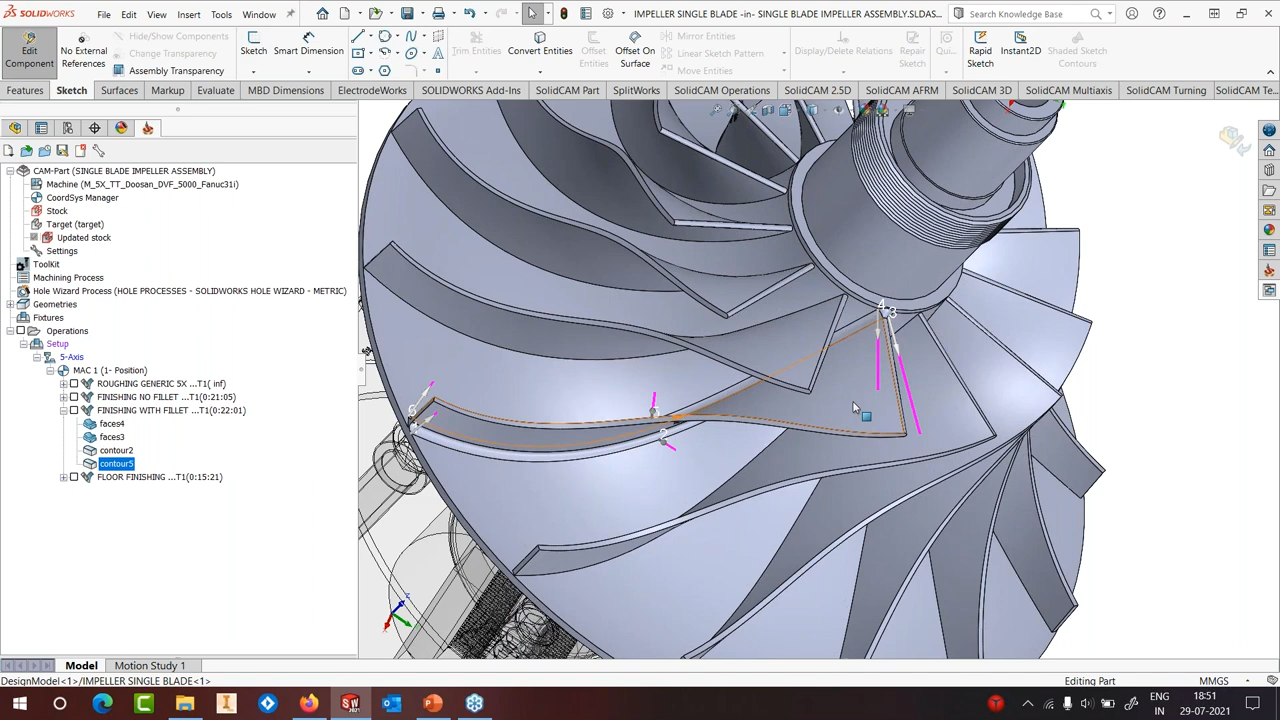 SOLIDWORKS
File Edit View Insert Tools Window
IMPELLER SINGLE BLADE -in- SINGLE BLADE IMPELLER ASSEMBLY.SLDAS...
Search Knowledge Base
Edit Component
No External References
Hide/Show Components
Change Transparency
Assembly Transparency
Sketch
Smart Dimension
Trim Entities
Convert Entities
Offset Entities
Offset On Surface
Mirror Entities
Linear Sketch Pattern
Move Entities
Display/Delete Relations
Repair Sketch
Qui...
Rapid Sketch
Instant2D
Shaded Sketch Contours
Features Sketch Surfaces Markup Evaluate MBD Dimensions ElectrodeWorks SOLIDWORKS Add-Ins SolidCAM Part SplitWorks SolidCAM Operations SolidCAM 2.5D SolidCAM AFRM SolidCAM 3D SolidCAM Multiaxis SolidCAM Turning SolidCAM Te...
CAM-Part (SINGLE BLADE IMPELLER ASSEMBLY)
Machine (M_5X_TT_Doosan_DVF_5000_Fanuc31i)
CoordSys Manager
Stock
Target (target)
Updated stock
Settings
ToolKit
Machining Process
Hole Wizard Process (HOLE PROCESSES - SOLIDWORKS HOLE WIZARD - METRIC)
Geometries
Fixtures
Operations
Setup
5-Axis
MAC 1 (1- Position)
ROUGHING GENERIC 5X ...T1( inf)
FINISHING NO FILLET ...T1(0:21:05)
FINISHING WITH FILLET ...T1(0:22:01)
faces4
faces3
contour2
contour5
FLOOR FINISHING ...T1(0:15:21)
4
3
Model Motion Study 1
DesignModel<1>/IMPELLER SINGLE BLADE<1>
Editing Part
MMGS
ENG
IN
18:51
29-07-2021